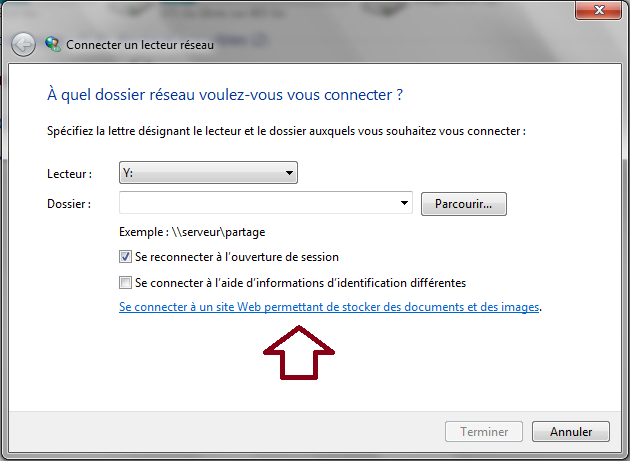 Connecter un lecteur réseau
À quel dossier réseau voulez-vous vous connecter ?
Spécifiez la lettre désignant le lecteur et le dossier auxquels vous souhaitez vous connecter :
Lecteur : Y:
Dossier : Parcourir...
Exemple : \\serveur\partage
Se reconnecter à l'ouverture de session
Se connecter à l'aide d'informations d'identification différentes
Se connecter à un site Web permettant de stocker des documents et des images.
Terminer Annuler